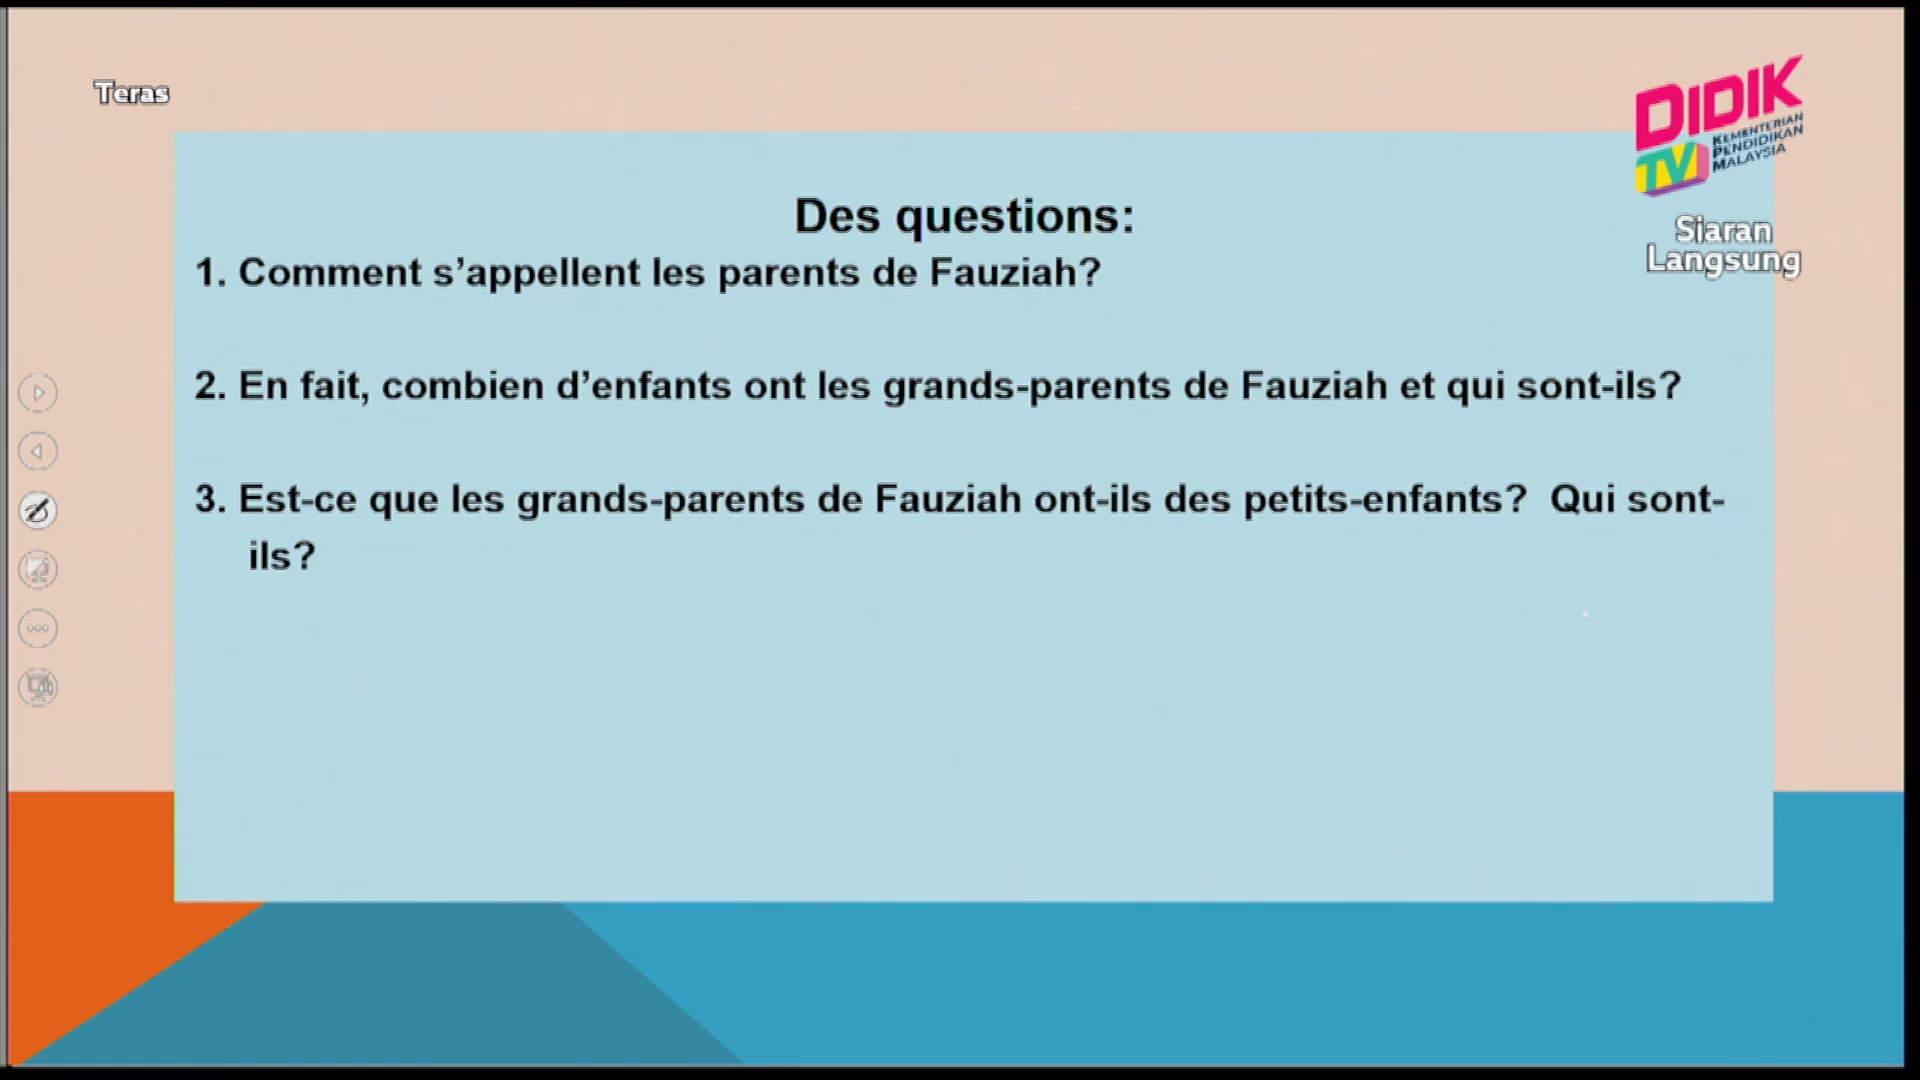 Teras
DIDIK
TV
KEMENTERIAN
PENDIDIKAN
MALAYSIA
Siaran
Langsung
Des questions:
1. Comment s’appellent les parents de Fauziah?
2. En fait, combien d’enfants ont les grands-parents de Fauziah et qui sont-ils?
3. Est-ce que les grands-parents de Fauziah ont-ils des petits-enfants?  Qui sont-
ils?